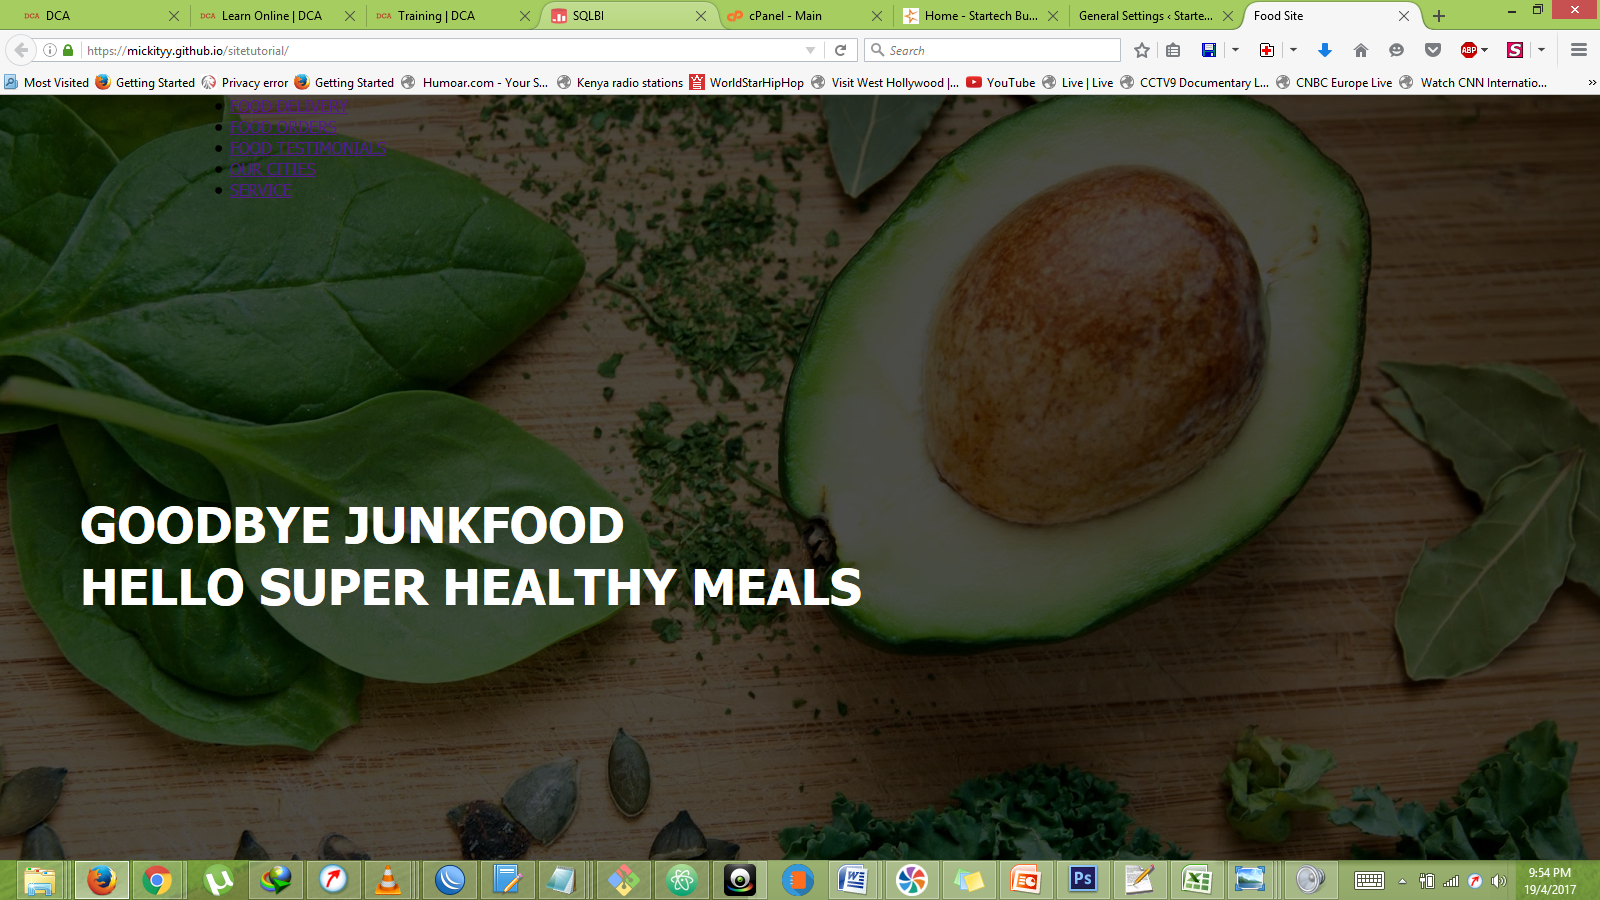 DCA DCA
DCA Learn Online | DCA
DCA Training | DCA
SQLBI
cPanel - Main
Home - Startech Bu...
General Settings ‹ Starte...
Food Site
https://mickityy.github.io/sitetutorial/
Search
ABP
S
Most Visited
Getting Started
Privacy error
Getting Started
Humoar.com - Your S...
Kenya radio stations
WorldStarHipHop
Visit West Hollywood |...
YouTube
Live | Live
CCTV9 Documentary L...
CNBC Europe Live
Watch CNN Internatio...
FOOD DELIVERY
FOOD ORDERS
FOOD TESTIMONIALS
OUR CITIES
SERVICE
GOODBYE JUNKFOOD
HELLO SUPER HEALTHY MEALS
Ps
9:54 PM
19/4/2017